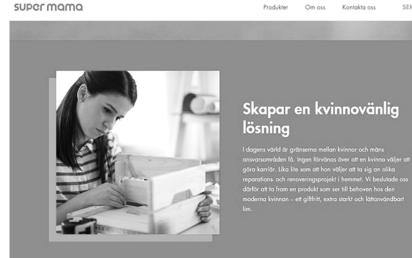 super mama
Produkter Om oss Kontakta oss SEK
Skapar en kvinnovänlig
lösning
I dagens värld är gränserna mellan kvinnor och mäns
ansvarsområden få. Ingen förvånas över att en kvinna väljer att
göra karriär. Lika lite som att hon väljer att ta sig an olika
reparations- och renoveringsprojekt i hemmet. Vi beslutade oss
därför att ta fram en produkt som ser till behoven hos den
moderna kvinnan – ett giftfritt, extra starkt och lättanvändbart
lim.